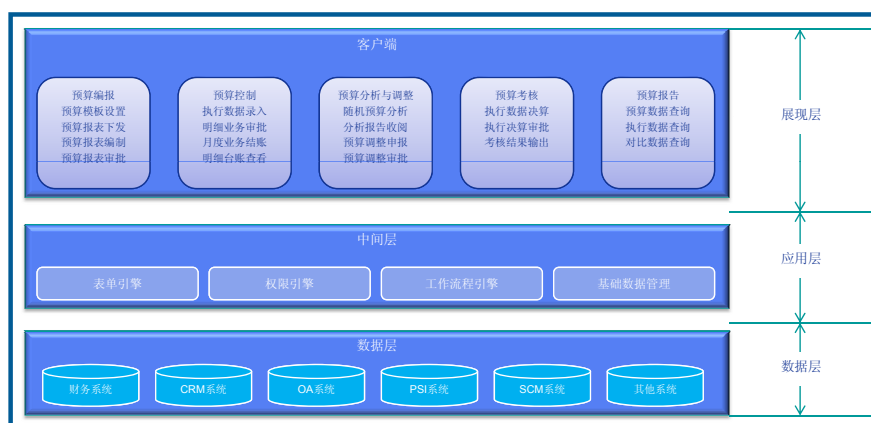 客户端
预算编报
预算模板设置
预算报表下发
预算报表编制
预算报表审批
预算控制
执行数据录入
明细业务审批
月度业务结账
明细台账查看
预算分析与调整
随机预算分析
分析报告收阅
预算调整申报
预算调整审批
预算考核
执行数据决算
执行决算审批
考核结果输出
预算报告
预算数据查询
执行数据查询
对比数据查询
展现层
中间层
表单引擎
权限引擎
工作流程引擎
基础数据管理
应用层
数据层
财务系统
CRM系统
OA系统
PSI系统
SCM系统
其他系统
数据层